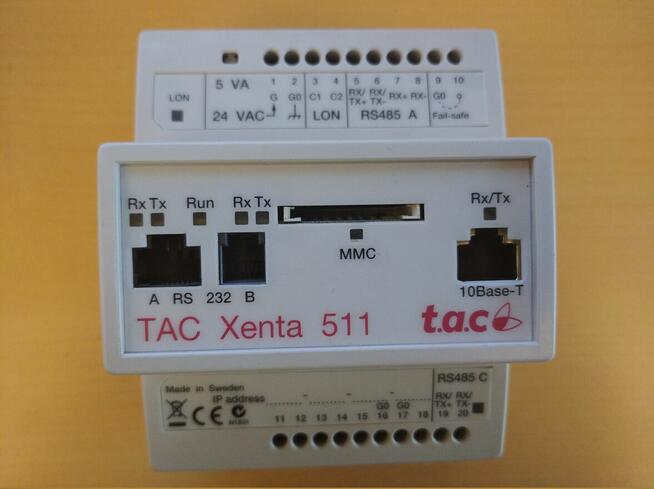 5 VA 1 2 3 4 5 6 7 8 9 10
LON G G0 C1 C2 RX/ TX+ RX/ TX- RX+ RX- G0
24 VAC LON RS485 A Fail-safe
Rx Tx Run Rx Tx Rx/Tx
MMC
A RS 232 B 10Base-T
TAC Xenta 511 t.a.c
Made in Sweden RS485 C
IP address - - - RX/ TX+ RX/ TX-
CE N1831 G0 G0
11 12 13 14 15 16 17 18 19 20